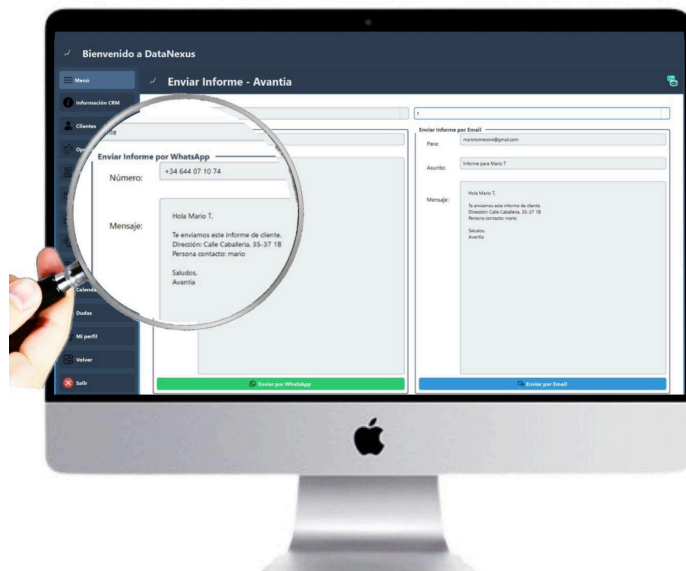 Bienvenido a DataNexus
Menú
Enviar Informe - Avantia
Información CRM
Clientes
1
Enviar Informe por WhatsApp
Número:
+34 644 07 10 74
Mensaje:
Hola Mario T,
Te enviamos este informe de cliente.
Dirección: Calle Caballeria, 35-37 1B
Persona contacto: mario
Saludos,
Avantia
Enviar Informe por Email
Para:
Asunto:
Informe para Mario T
Mensaje:
Hola Mario T,
Te enviamos este informe de cliente.
Dirección: Calle Caballeria, 35-37 1B
Persona contacto: mario
Saludos,
Avantia
Dudas
Mi perfil
Volver
Salir
Enviar por WhatsApp
Enviar por Email